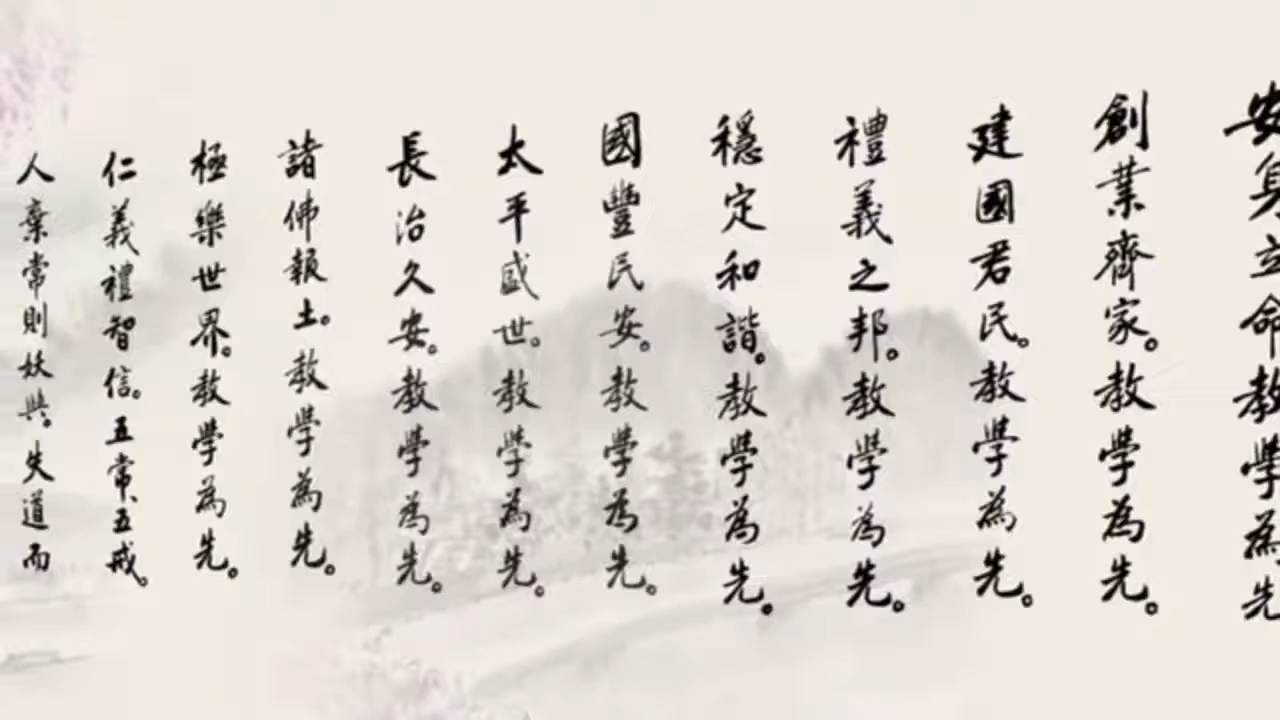 安身立命教學為先
創業齊家。教學為先。
建國君民。教學為先。
禮義之邦。教學為先。
穩定和諧。教學為先。
國豐民安。教學為先。
太平盛世。教學為先。
長治久安。教學為先。
諸佛報土。教學為先。
極樂世界。教學為先。
仁義禮智信。五常、五戒。
人棄常則妖興。失道而